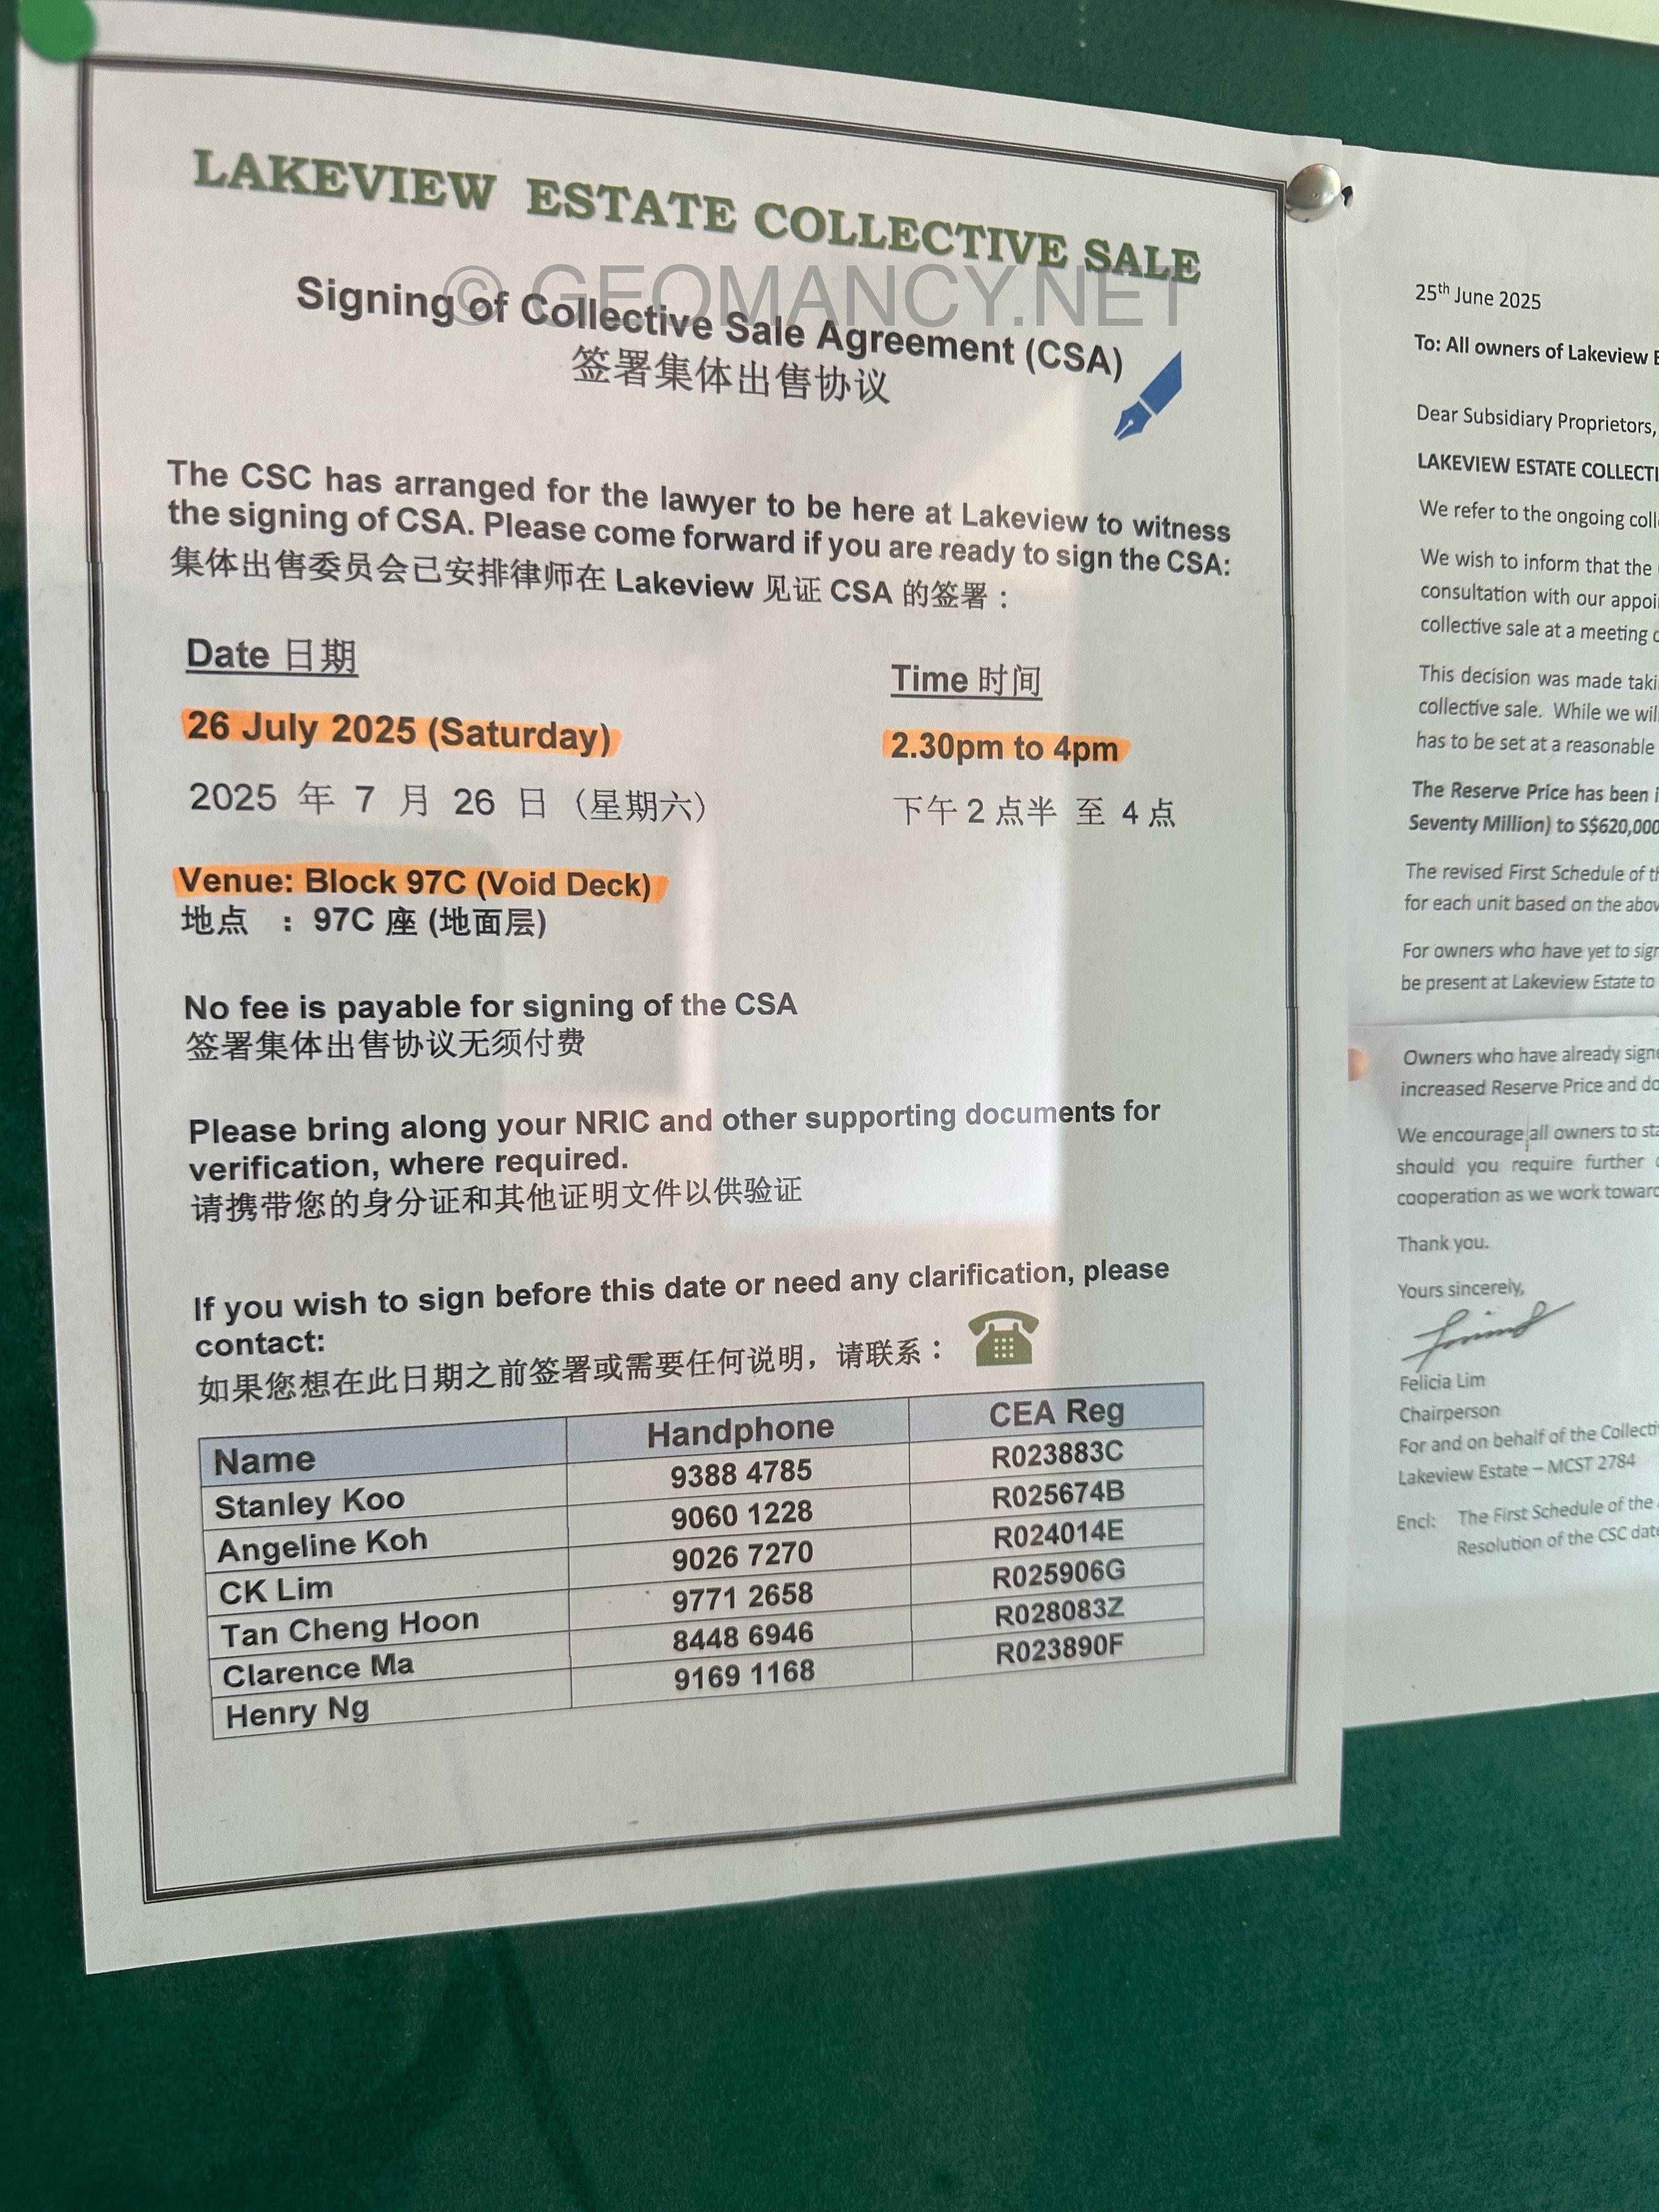 LAKEVIEW ESTATE COLLECTIVE SALE
© GEOMANCY.NET
Signing of Collective Sale Agreement (CSA)
签署集体出售协议
The CSC has arranged for the lawyer to be here at Lakeview to witness
the signing of CSA. Please come forward if you are ready to sign the CSA:
集体出售委员会已安排律师在 Lakeview 见证 CSA 的签署：
Date 日期
Time 时间
26 July 2025 (Saturday)
2.30pm to 4pm
2025 年 7 月 26 日 （星期六）
下午 2 点半 至 4 点
Venue: Block 97C (Void Deck)
地点 ：97C 座 (地面层)
No fee is payable for signing of the CSA
签署集体出售协议无须付费
Please bring along your NRIC and other supporting documents for
verification, where required.
请携带您的身分证和其他证明文件以供验证
If you wish to sign before this date or need any clarification, please
contact:
如果您想在此日期之前签署或需要任何说明，请联系：
Name Handphone CEA Reg
Stanley Koo 9388 4785 R023883C
Angeline Koh 9060 1228 R025674B
CK Lim 9026 7270 R024014E
Tan Cheng Hoon 9771 2658 R025906G
Clarence Ma 8448 6946 R028083Z
Henry Ng 9169 1168 R023890F
25th June 2025
To: All owners of Lakeview
Dear Subsidiary Proprietors,
LAKEVIEW ESTATE
We refer to the ongoing
We wish to inform that the
consultation with our
collective sale at a meeting
This decision was made
collective sale. While we
has to be set at a reasonable
The Reserve Price has been
Seventy Million) to S$620,000
The revised First Schedule of
for each unit based on the
For owners who have yet to
be present at Lakeview Estate to
Owners who have already
increased Reserve Price and
We encourage all owners to
should you require further
cooperation as we work
Thank you.
Yours sincerely,
Felicia Lim
Chairperson
For and on behalf of the
Lakeview Estate – MCST 2784
Encl: The First Schedule of the
Resolution of the CSC